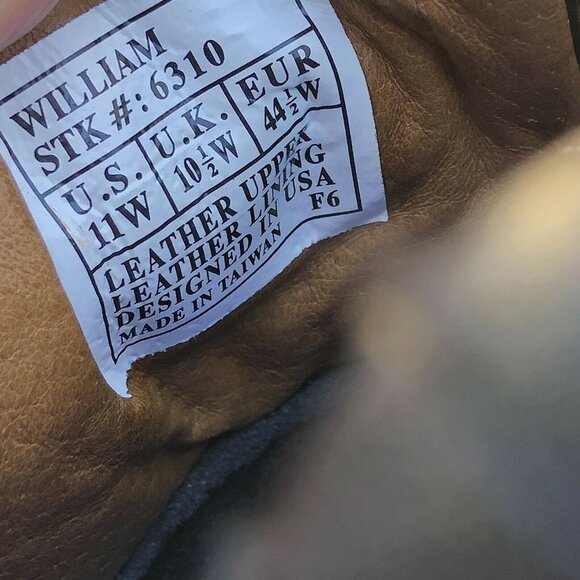 WILLIAM
STK #: 6310
U.S. U.K. EUR
11W 10½W 44½W
LEATHER UPPEX
LEATHER LINING
DESIGNED IN USA
MADE IN TAIWAN F6